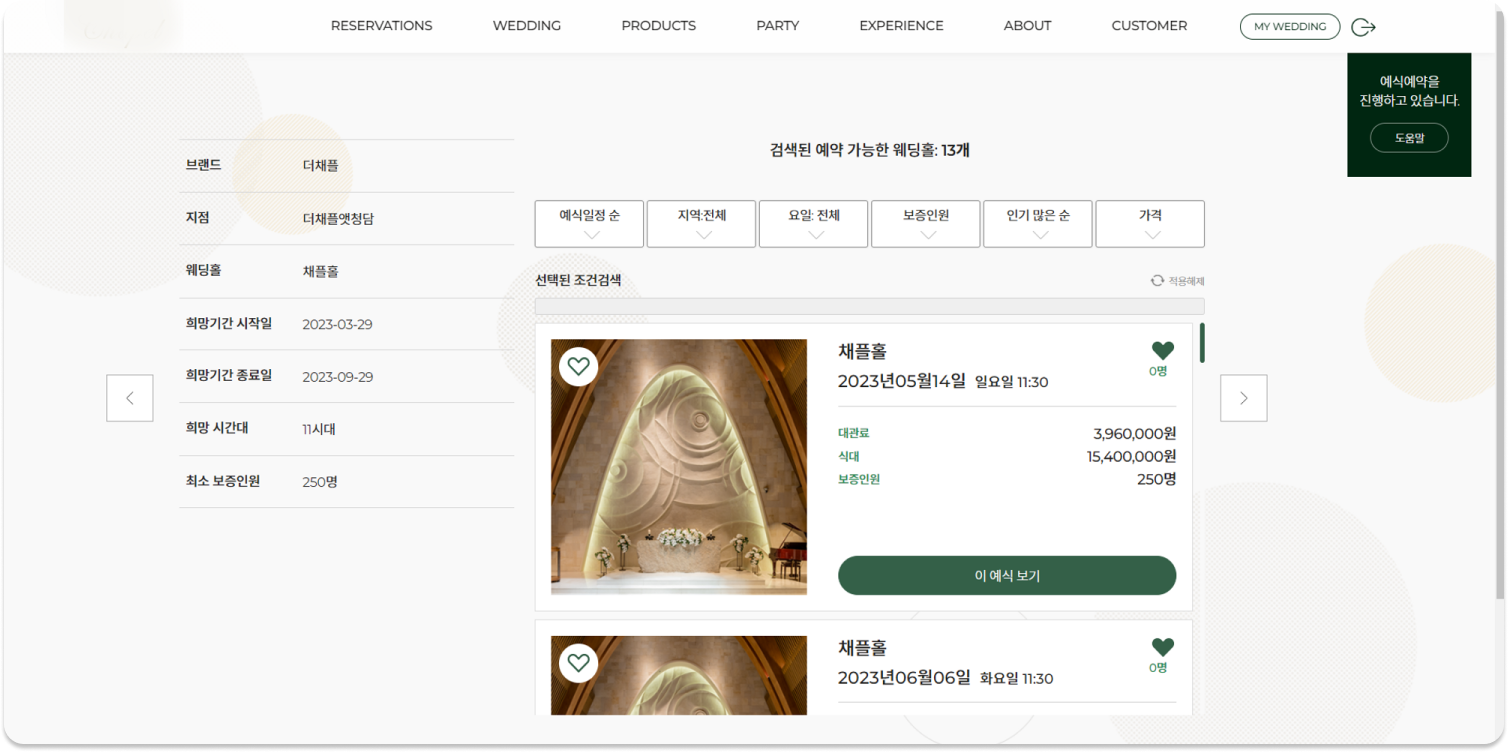 RESERVATIONS WEDDING PRODUCTS PARTY EXPERIENCE ABOUT CUSTOMER MY WEDDING
예식예약을
진행하고 있습니다.
도움말
브랜드 더채플
지점 더채플앳청담
웨딩홀 채플홀
희망기간 시작일 2023-03-29
희망기간 종료일 2023-09-29
희망 시간대 11시대
최소 보증인원 250명
검색된 예약 가능한 웨딩홀: 13개
예식일정 순 지역:전체 요일: 전체 보증인원 인기 많은 순 가격
선택된 조건검색 적용해제
채플홀
0명
2023년05월14일 일요일 11:30
대관료 3,960,000원
식대 15,400,000원
보증인원 250명
이 예식 보기
채플홀
0명
2023년06월06일 화요일 11:30